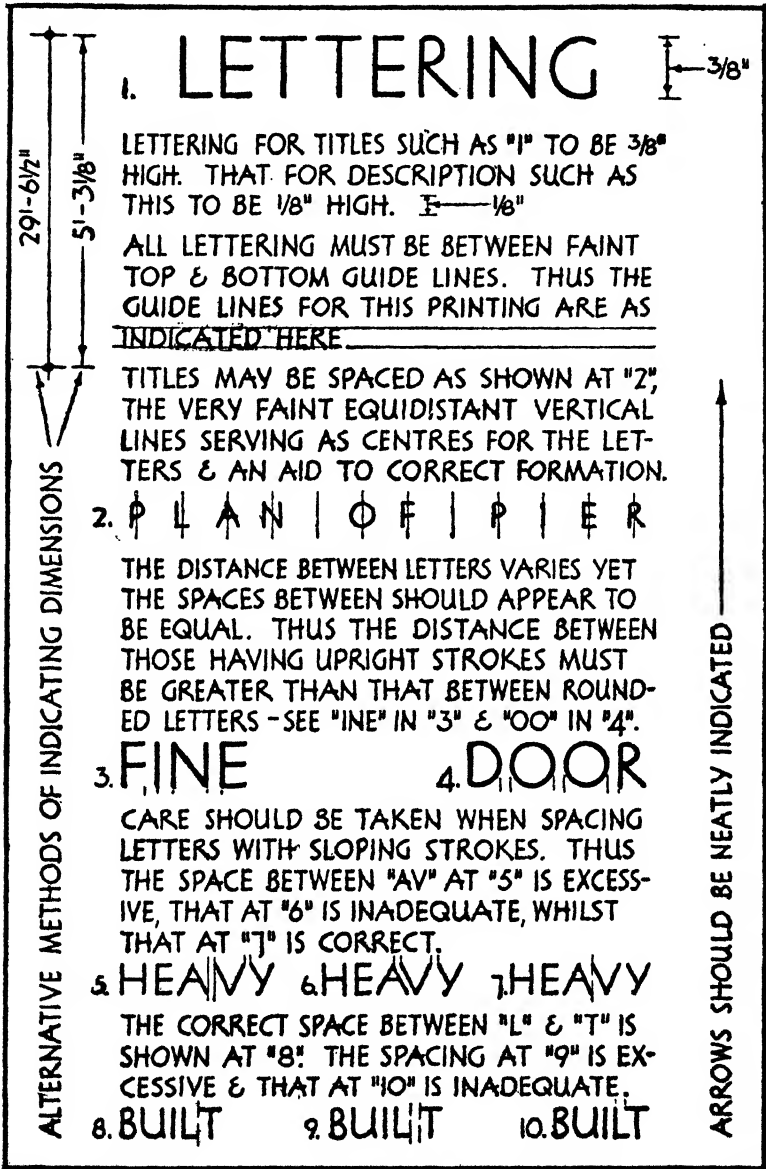 1. LETTERING
3/8"
29'-6½"
5'-3⅛"
LETTERING FOR TITLES SUCH AS "1" TO BE 3/8"
HIGH. THAT FOR DESCRIPTION SUCH AS
THIS TO BE 1/8" HIGH. 1/8"
ALL LETTERING MUST BE BETWEEN FAINT
TOP & BOTTOM GUIDE LINES. THUS THE
GUIDE LINES FOR THIS PRINTING ARE AS
INDICATED HERE
TITLES MAY BE SPACED AS SHOWN AT "2",
THE VERY FAINT EQUIDISTANT VERTICAL
LINES SERVING AS CENTRES FOR THE LET-
TERS & AN AID TO CORRECT FORMATION.
2. PLAN OF PIER
THE DISTANCE BETWEEN LETTERS VARIES YET
THE SPACES BETWEEN SHOULD APPEAR TO
BE EQUAL. THUS THE DISTANCE BETWEEN
THOSE HAVING UPRIGHT STROKES MUST
BE GREATER THAN THAT BETWEEN ROUND-
ED LETTERS - SEE "INE" IN "3" & "OO" IN "4".
3. FINE 4. DOOR
CARE SHOULD BE TAKEN WHEN SPACING
LETTERS WITH SLOPING STROKES. THUS
THE SPACE BETWEEN "AV" AT "5" IS EXCESS-
IVE, THAT AT "6" IS INADEQUATE, WHILST
THAT AT "7" IS CORRECT.
5. HEAVY 6. HEAVY 7. HEAVY
THE CORRECT SPACE BETWEEN "L" & "T" IS
SHOWN AT "8". THE SPACING AT "9" IS EX-
CESSIVE & THAT AT "10" IS INADEQUATE.
8. BUILT 9. BUILT 10. BUILT
ALTERNATIVE METHODS OF INDICATING DIMENSIONS
ARROWS SHOULD BE NEATLY INDICATED